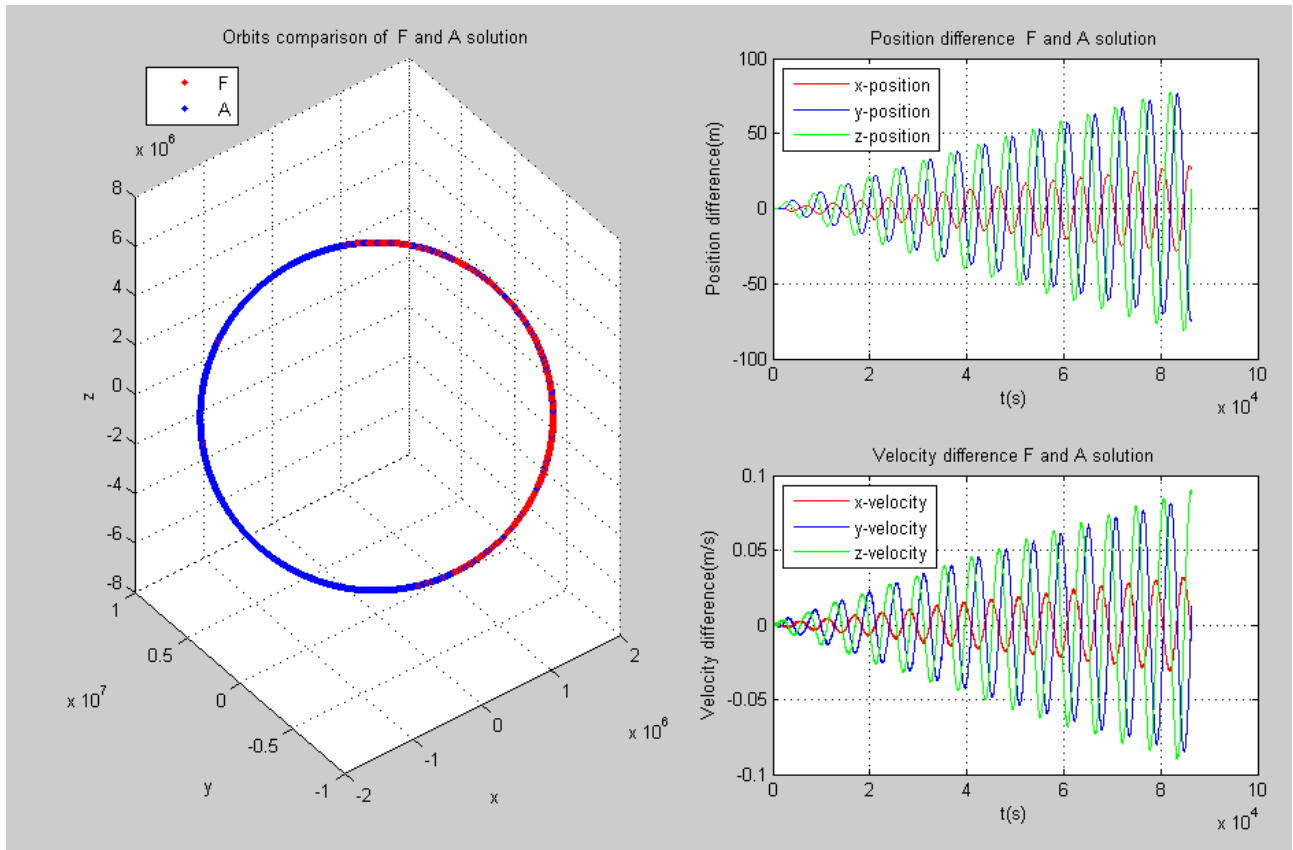 Orbits comparison of  F and A solution
F
A
x 10^6
8
6
4
2
0
-2
-4
-6
-8
z
1
0.5
0
-0.5
-1
x 10^7
y
-2
-1
0
1
2
x 10^6
x
Position difference  F and A solution
x-position
y-position
z-position
100
50
0
-50
-100
Position difference(m)
0
2
4
6
8
10
t(s)
x 10^4
Velocity difference F and A solution
x-velocity
y-velocity
z-velocity
0.1
0.05
0
-0.05
-0.1
Velocity difference(m/s)
0
2
4
6
8
10
t(s)
x 10^4